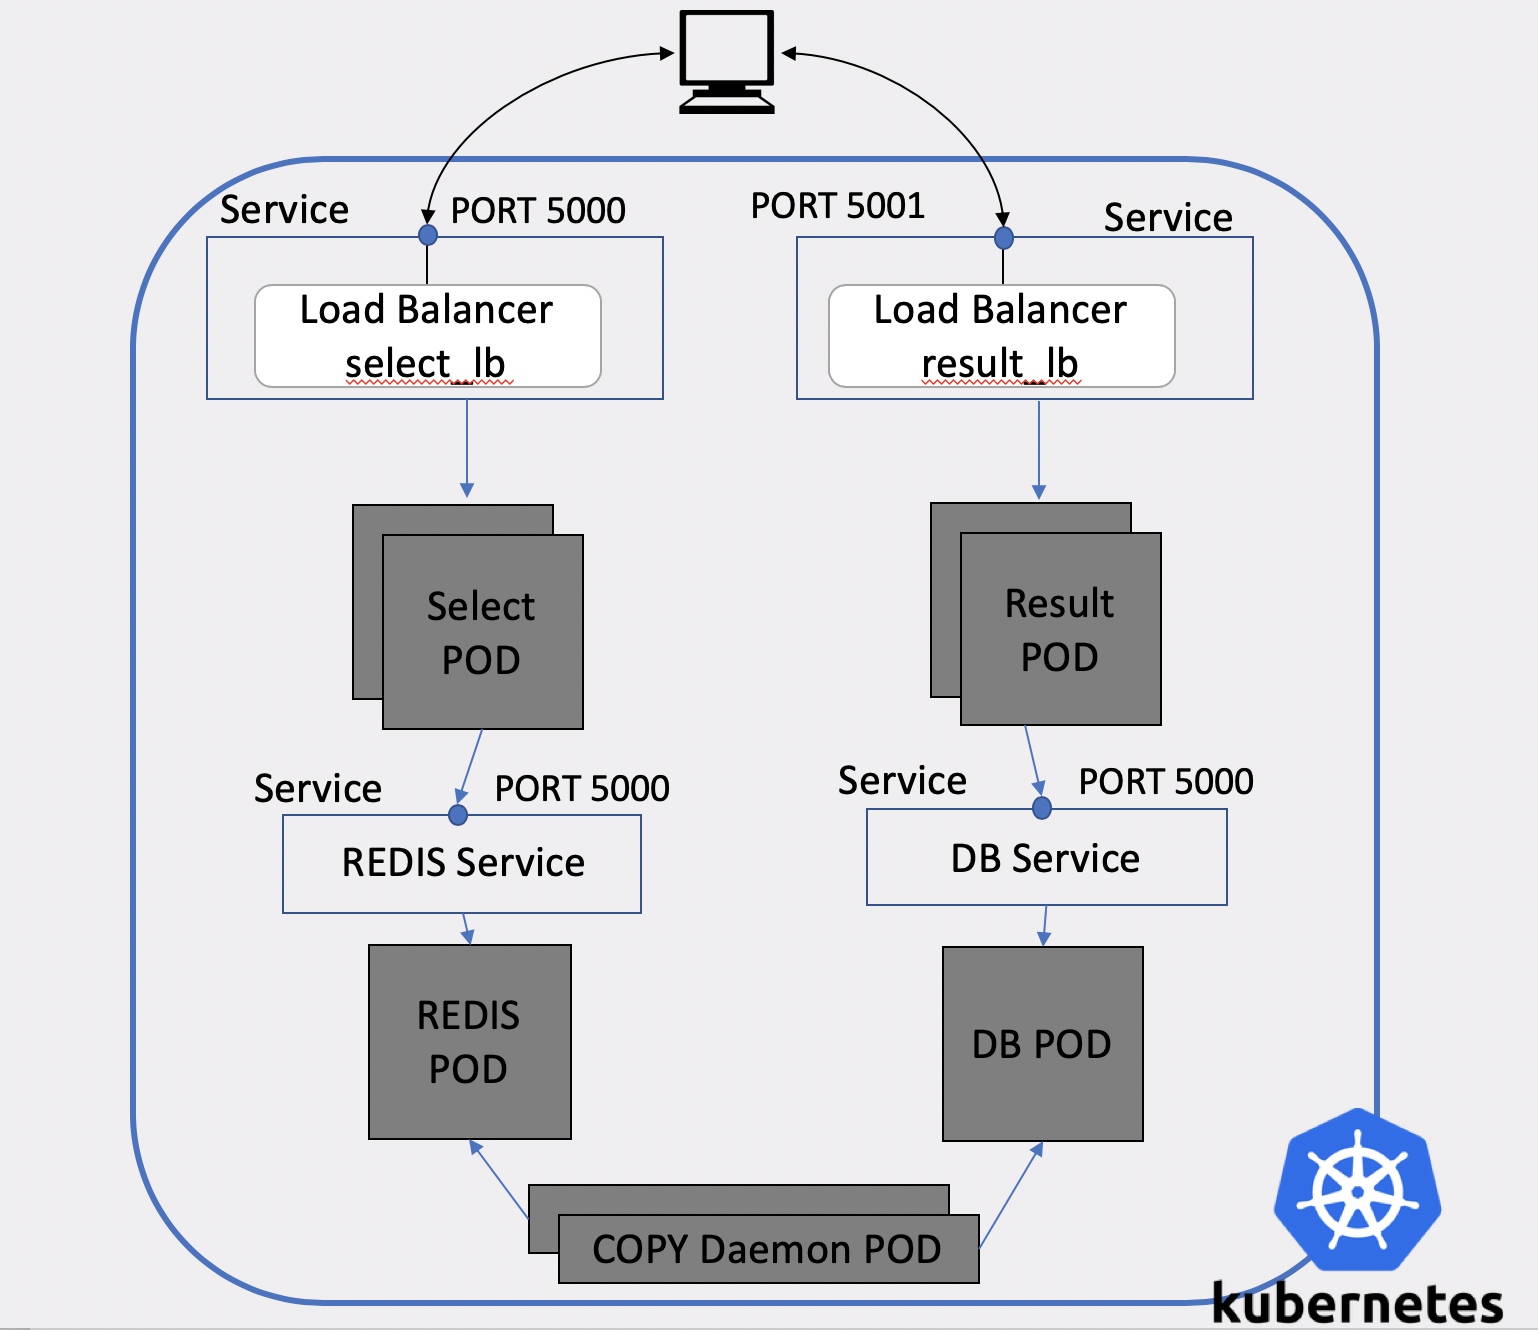 Service
PORT 5000
PORT 5001
Service
Load Balancer
select_lb
Load Balancer
result_lb
Select
POD
Result
POD
Service
PORT 5000
Service
PORT 5000
REDIS Service
DB Service
REDIS
POD
DB POD
COPY Daemon POD
kubernetes